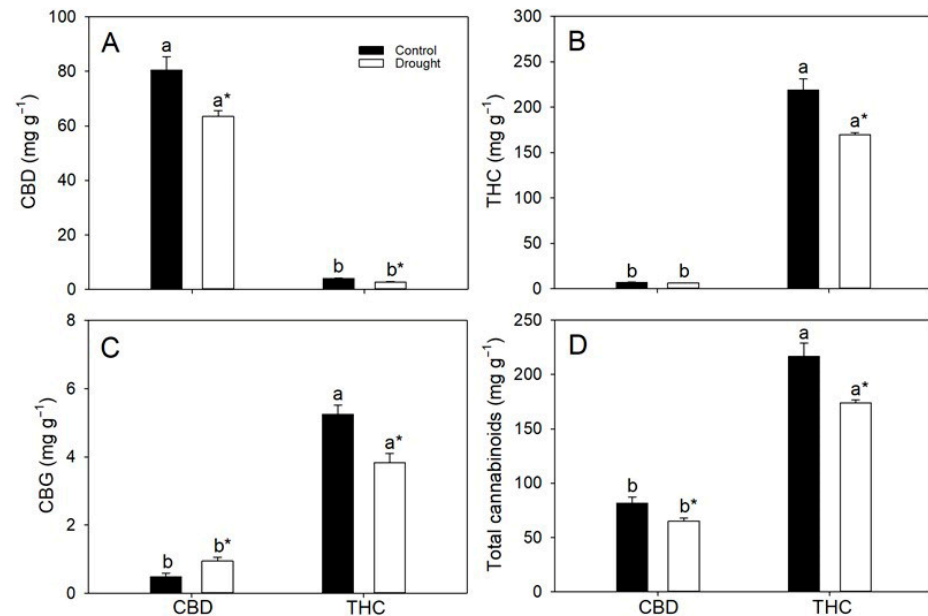 A
CBD (mg g⁻¹)
100
80
60
40
20
0
a
a*
b
b*
Control
Drought
B
THC (mg g⁻¹)
300
250
200
150
100
50
0
b
b
a
a*
C
CBG (mg g⁻¹)
8
6
4
2
0
b
b*
a
a*
CBD
THC
D
Total cannabinoids (mg g⁻¹)
250
200
150
100
50
0
b
b*
a
a*
CBD
THC